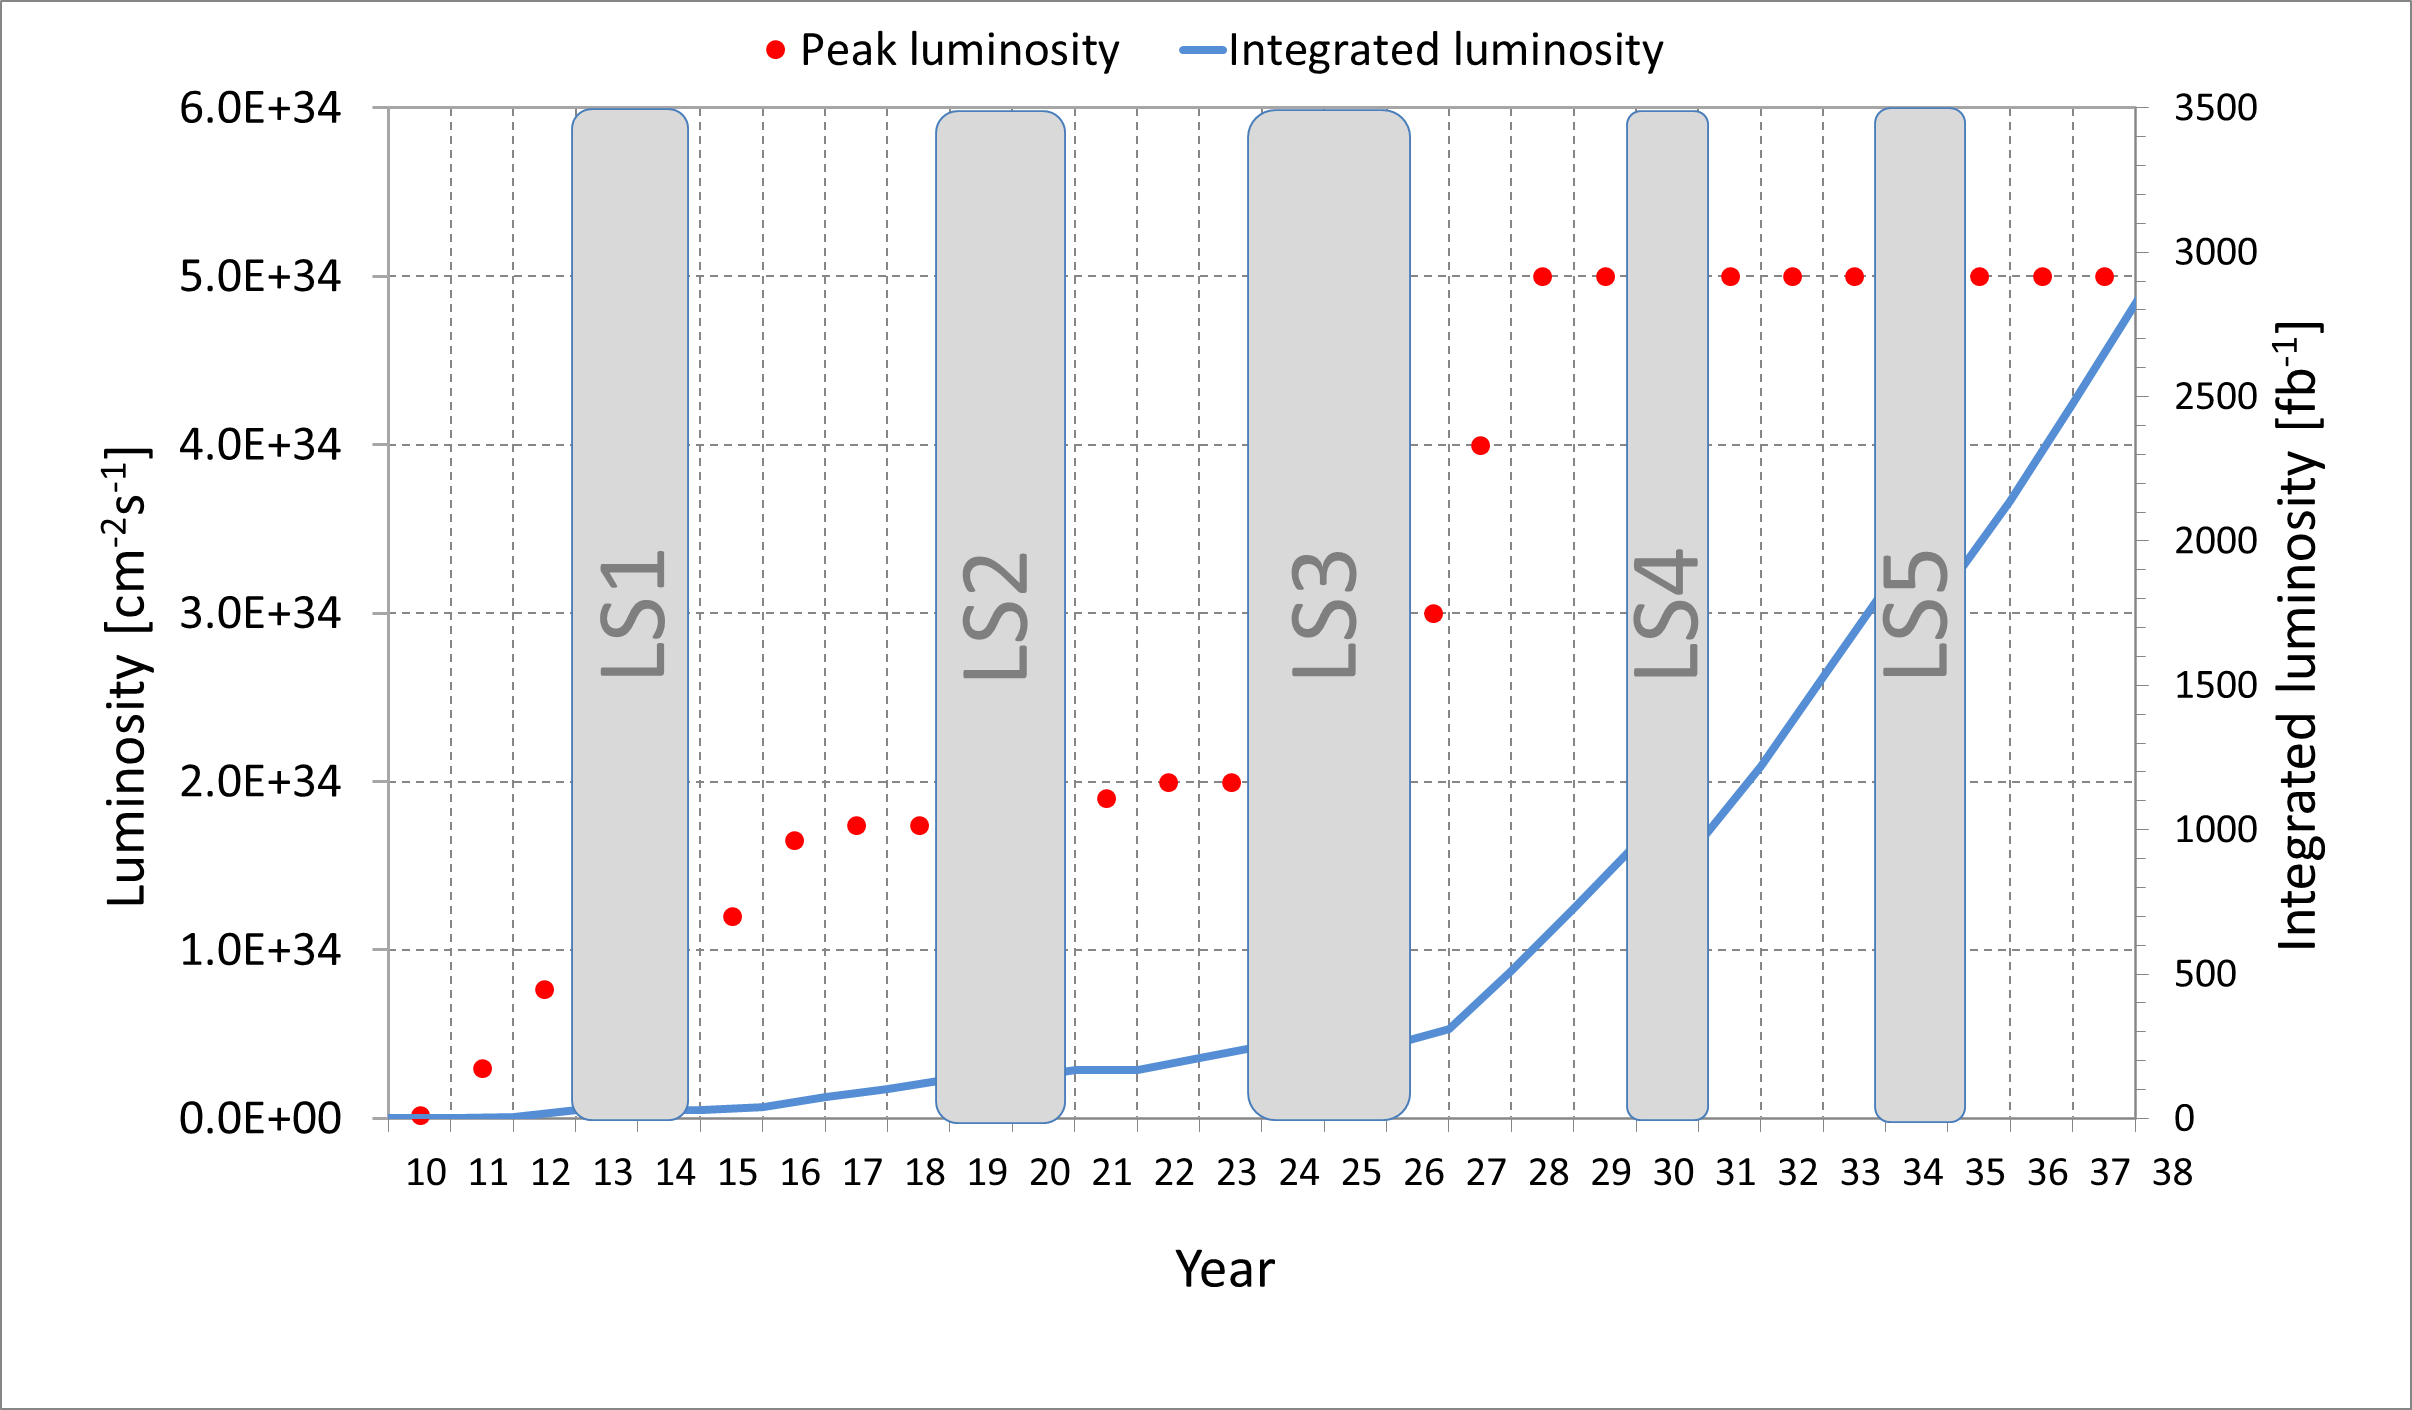 Peak luminosity
Integrated luminosity
6.0E+34
5.0E+34
4.0E+34
3.0E+34
2.0E+34
1.0E+34
0.0E+00
Luminosity [cm⁻²s⁻¹]
LS1
LS2
LS3
LS4
LS5
3500
3000
2500
2000
1500
1000
500
0
Integrated luminosity [fb⁻¹]
10 11 12 13 14 15 16 17 18 19 20 21 22 23 24 25 26 27 28 29 30 31 32 33 34 35 36 37 38
Year